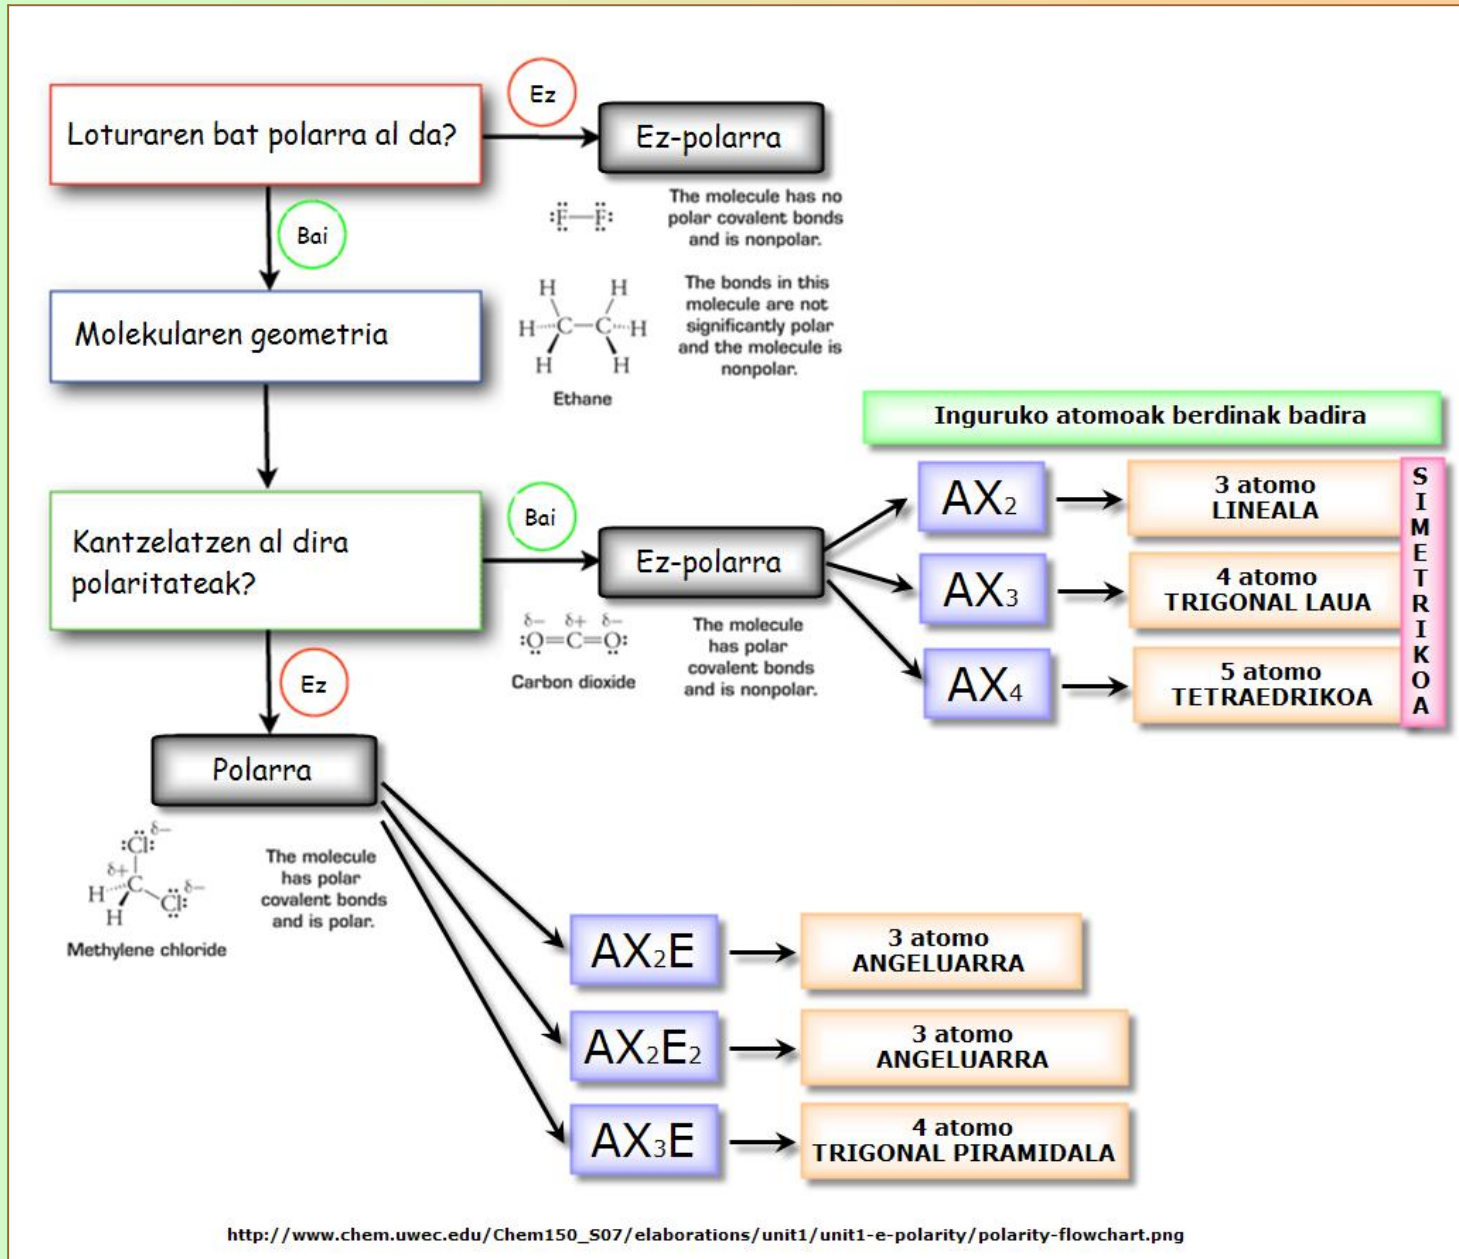 Loturaren bat polarra al da?
Ez
Ez-polarra
:F—F:
The molecule has no
polar covalent bonds
and is nonpolar.
Bai
Molekularen geometria
H H
H C—C H
H H
Ethane
The bonds in this
molecule are not
significantly polar
and the molecule is
nonpolar.
Inguruko atomoak berdinak badira
Kantzelatzen al dira
polaritateak?
Bai
Ez-polarra
δ− δ+ δ−
:O=C=O:
Carbon dioxide
The molecule
has polar
covalent bonds
and is nonpolar.
AX2
3 atomo
LINEALA
AX3
4 atomo
TRIGONAL LAUA
AX4
5 atomo
TETRAEDRIKOA
SIMETRIKOA
Ez
Polarra
:Cl: δ−
δ+
H C Cl: δ−
H
Methylene chloride
The molecule
has polar
covalent bonds
and is polar.
AX2E
3 atomo
ANGELUARRA
AX2E2
3 atomo
ANGELUARRA
AX3E
4 atomo
TRIGONAL PIRAMIDALA
http://www.chem.uwec.edu/Chem150_S07/elaborations/unit1/unit1-e-polarity/polarity-flowchart.png